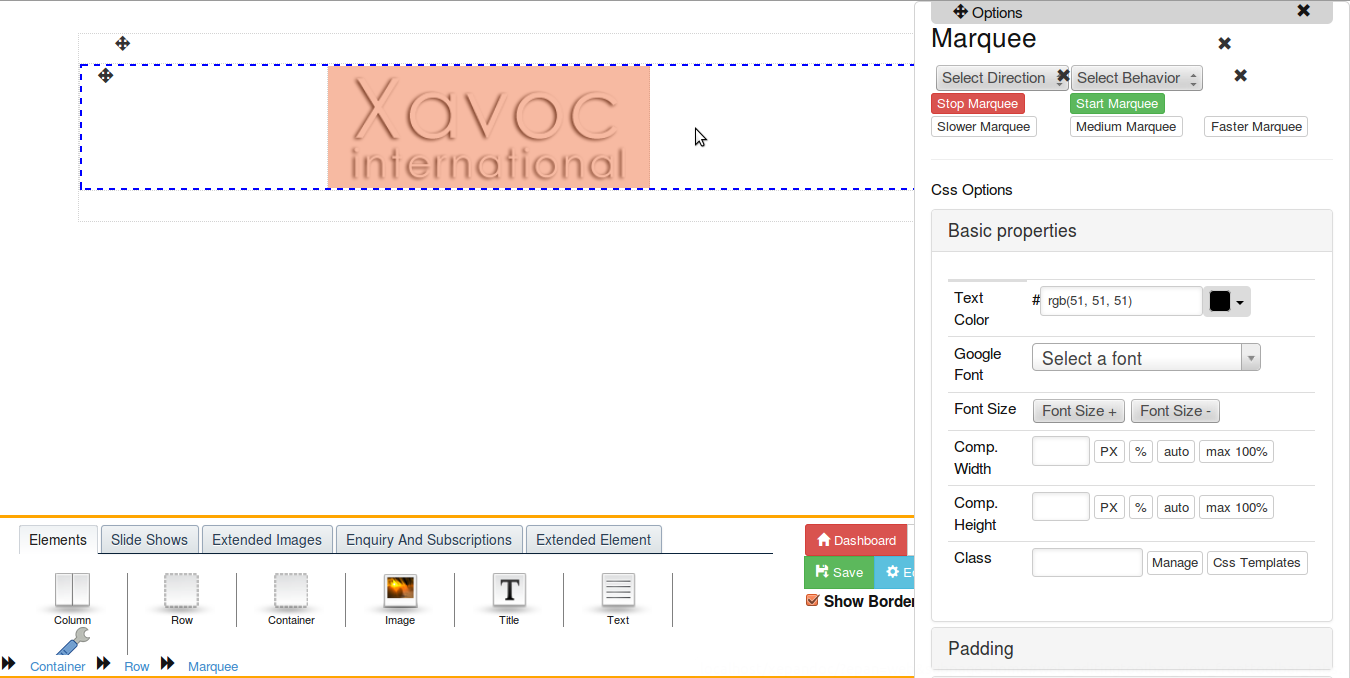 Xavoc
international
Options
Marquee
Select Direction
Select Behavior
Stop Marquee
Start Marquee
Slower Marquee
Medium Marquee
Faster Marquee
Css Options
Basic properties
Text
Color
# rgb(51, 51, 51)
Google
Font
Select a font
Font Size
Font Size +
Font Size -
Comp.
Width
PX
%
auto
max 100%
Comp.
Height
PX
%
auto
max 100%
Class
Manage
Css Templates
Padding
Elements
Slide Shows
Extended Images
Enquiry And Subscriptions
Extended Element
Column
Row
Container
Image
Title
T
Text
Dashboard
Save
Show Border
Container
Row
Marquee